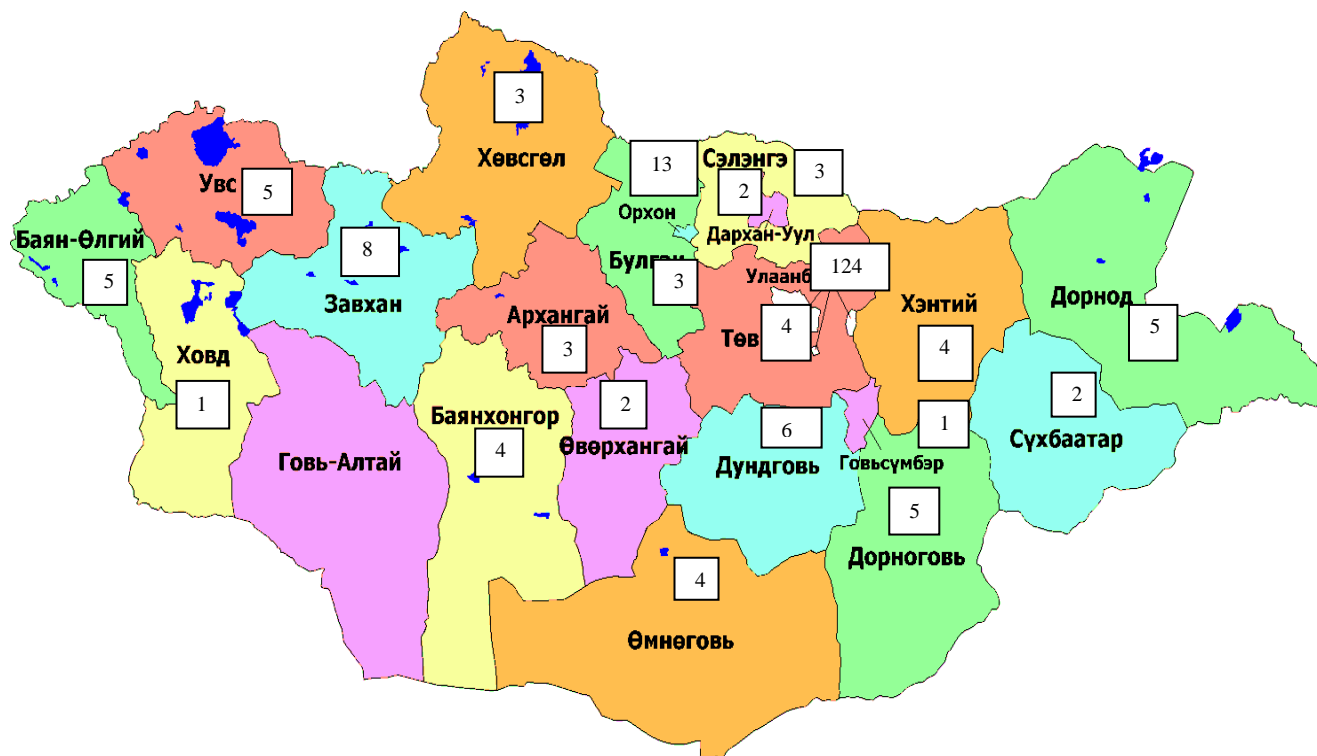 3
13
Сэлэнгэ
3
Хөвсгөл
2
Увс
5
Орхон
Баян-Өлгий
8
Дархан-Уул
5
Завхан
Булган
3
Улаанб
124
Хэнтий
Дорнод
Архангай
3
Төв
4
4
5
Ховд
1
Баянхонгор
4
2
Өвөрхангай
6
Дундговь
1
Говьсүмбэр
2
Сүхбаатар
Говь-Алтай
5
Дорноговь
4
Өмнөговь